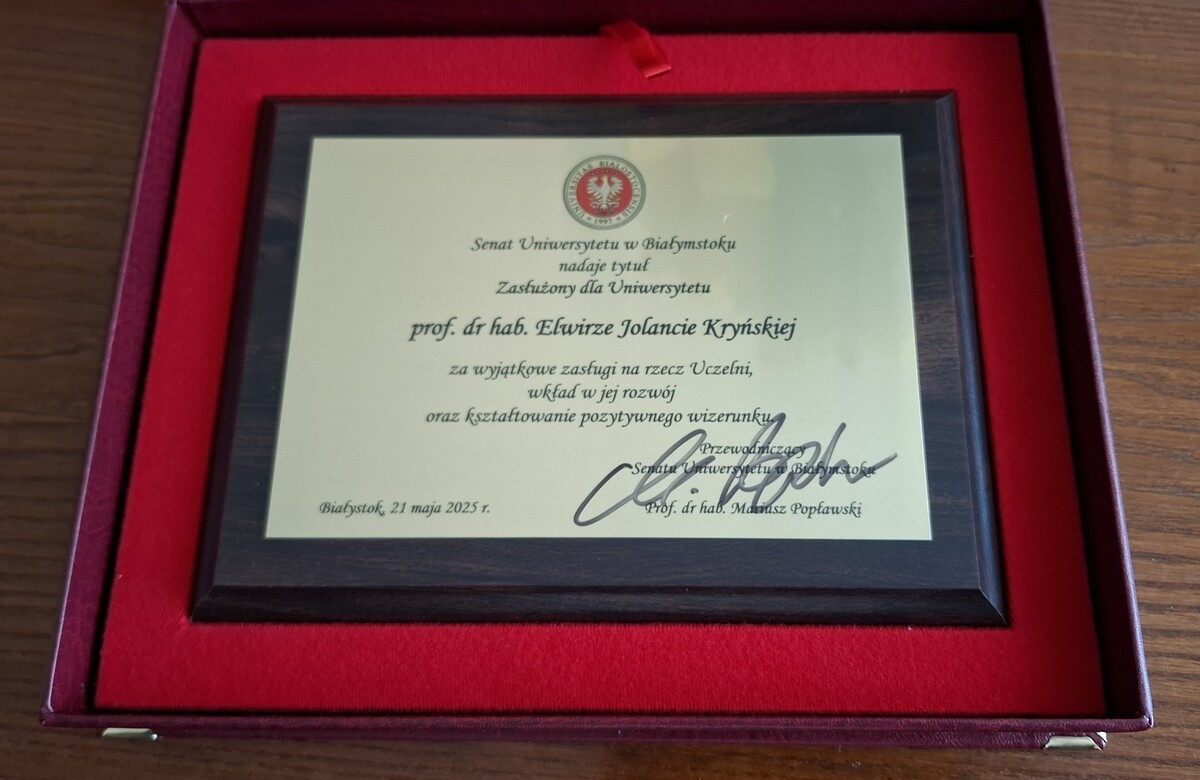 UNIVERSITAS BIALOSTOCENSIS
1997
Senat Uniwersytetu w Białymstoku
nadaje tytuł
Zasłużony dla Uniwersytetu
prof. dr hab. Elwirze Jolancie Kryńskiej
za wyjątkowe zasługi na rzecz Uczelni,
wkład w jej rozwój
oraz kształtowanie pozytywnego wizerunku.
Przewodniczący
Senatu Uniwersytetu w Białymstoku
Białystok, 21 maja 2025 r.
Prof. dr hab. Mariusz Popławski